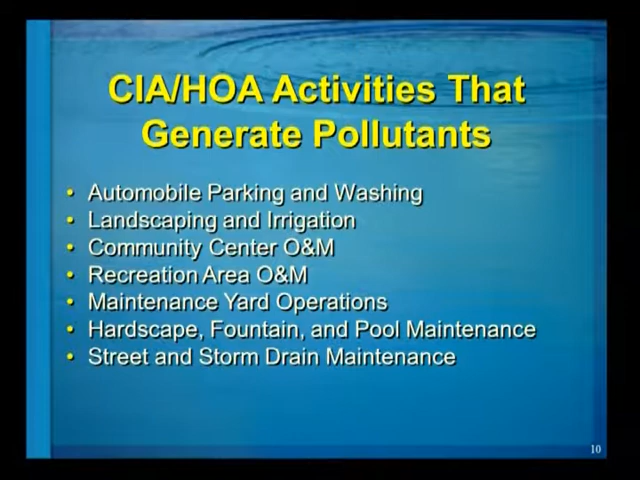 CIA/HOA Activities That
Generate Pollutants
• Automobile Parking and Washing
• Landscaping and Irrigation
• Community Center O&M
• Recreation Area O&M
• Maintenance Yard Operations
• Hardscape, Fountain, and Pool Maintenance
• Street and Storm Drain Maintenance
10